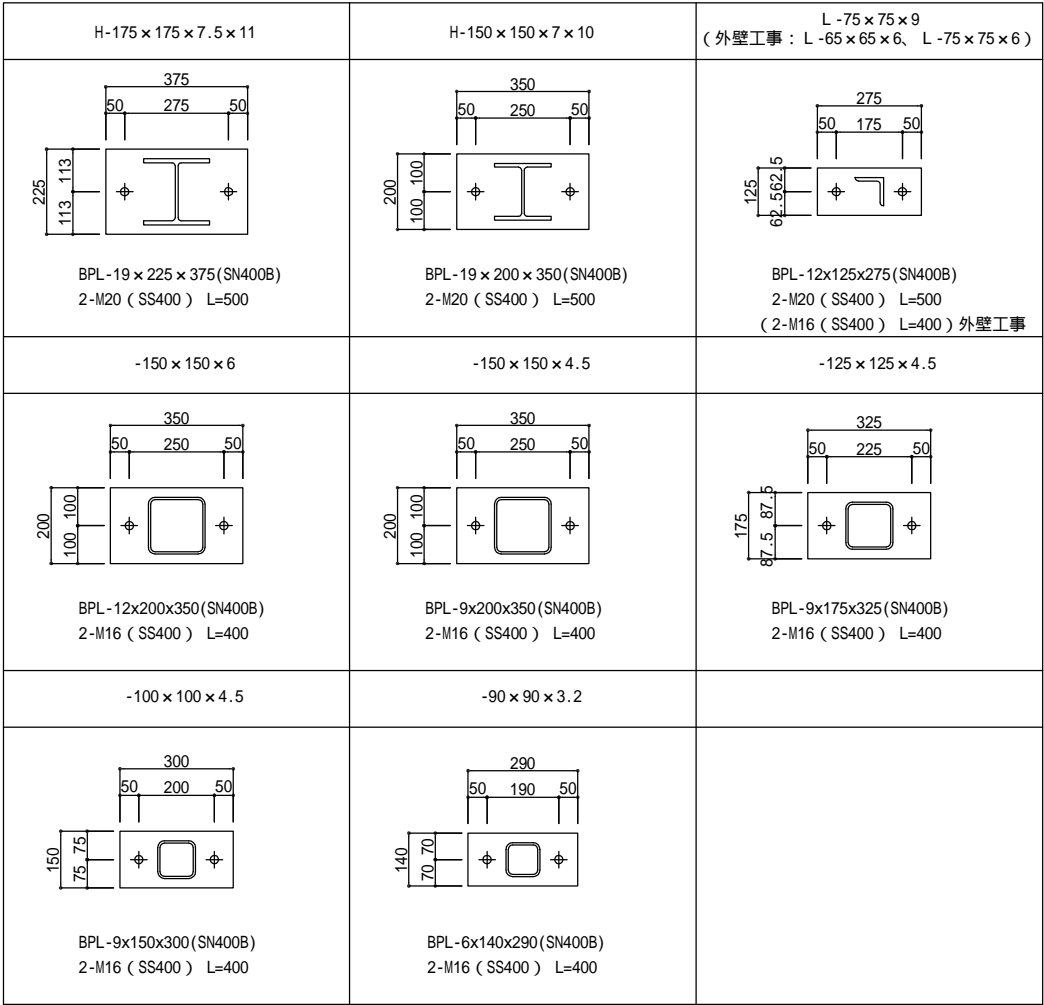 H-175×175×7.5×11
H-150×150×7×10
L-75×75×9
(外壁工事：L-65×65×6、L-75×75×6)
375
50 275 50
225
113
113
BPL-19×225×375(SN400B)
2-M20（SS400） L=500
350
50 250 50
200
100
100
BPL-19×200×350(SN400B)
2-M20（SS400） L=500
275
50 175 50
125
62.5
62.5
BPL-12x125x275(SN400B)
2-M20（SS400） L=500
（2-M16（SS400） L=400）外壁工事
-150×150×6
-150×150×4.5
-125×125×4.5
350
50 250 50
200
100
100
BPL-12x200x350(SN400B)
2-M16（SS400） L=400
350
50 250 50
200
100
100
BPL-9x200x350(SN400B)
2-M16（SS400） L=400
325
50 225 50
175
87.5
87.5
BPL-9x175x325(SN400B)
2-M16（SS400） L=400
-100×100×4.5
-90×90×3.2
300
50 200 50
150
75
75
BPL-9x150x300(SN400B)
2-M16（SS400） L=400
290
50 190 50
140
70
70
BPL-6x140x290(SN400B)
2-M16（SS400） L=400